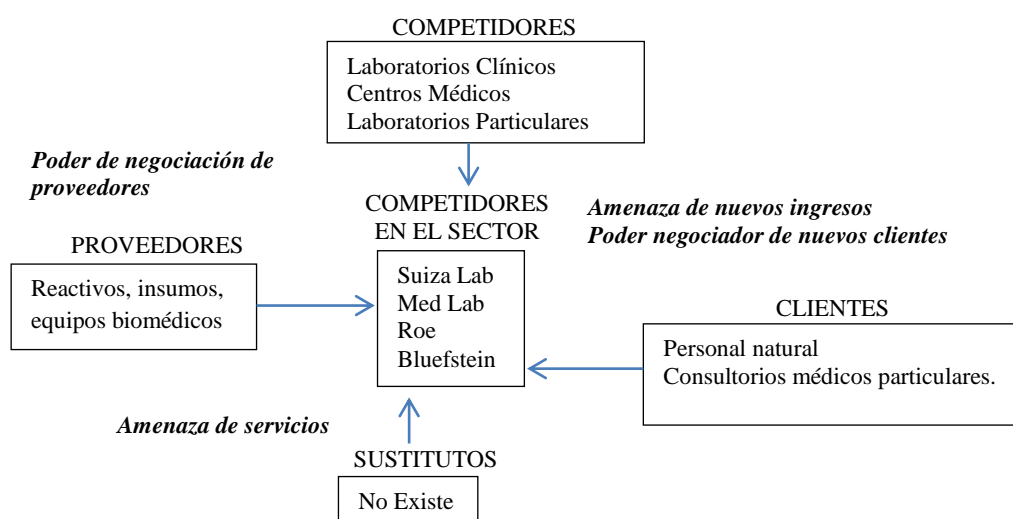 COMPETIDORES
Laboratorios Clínicos
Centros Médicos
Laboratorios Particulares
Poder de negociación de
proveedores
COMPETIDORES
EN EL SECTOR
Amenaza de nuevos ingresos
Poder negociador de nuevos clientes
PROVEEDORES
Reactivos, insumos,
equipos biomédicos
Suiza Lab
Med Lab
Roe
Bluefstein
CLIENTES
Personal natural
Consultorios médicos particulares.
Amenaza de servicios
SUSTITUTOS
No Existe